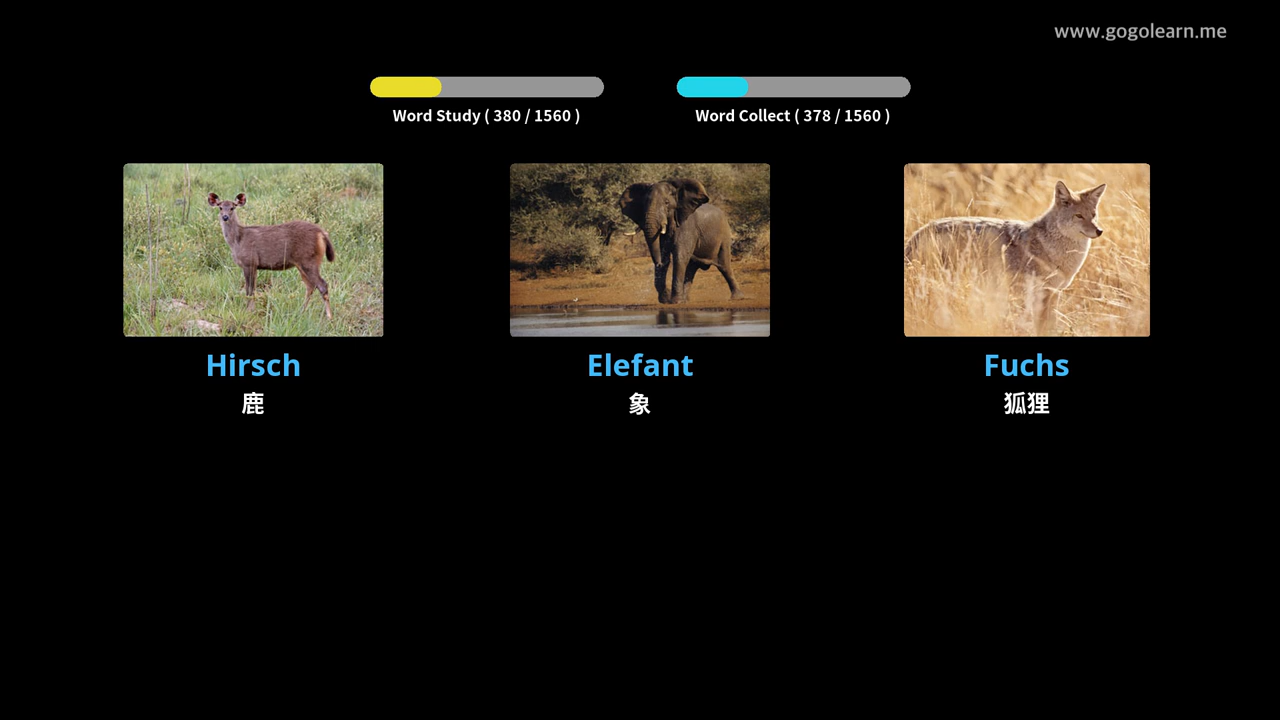 www.gogolearn.me
Word Study ( 380 / 1560 )
Word Collect ( 378 / 1560 )
Hirsch
鹿
Elefant
象
Fuchs
狐狸